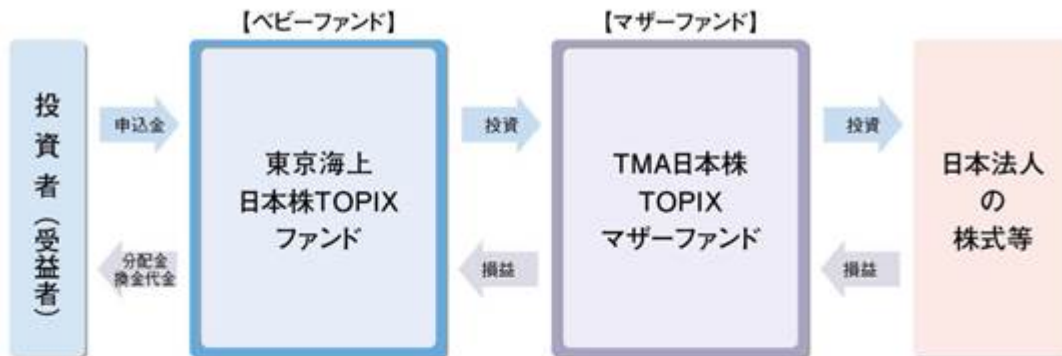 【ベビーファンド】
【マザーファンド】
投資者(受益者)
申込金
分配金
換金代金
東京海上
日本株TOPIX
ファンド
投資
損益
TMA日本株
TOPIX
マザーファンド
投資
損益
日本法人
の
株式等